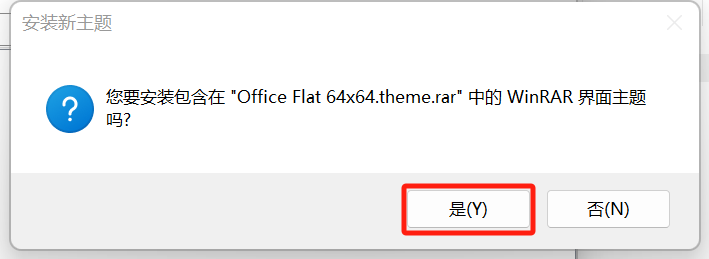 安装新主题
您要安装包含在 "Office Flat 64x64.theme.rar" 中的 WinRAR 界面主题
吗?
是(Y)
否(N)